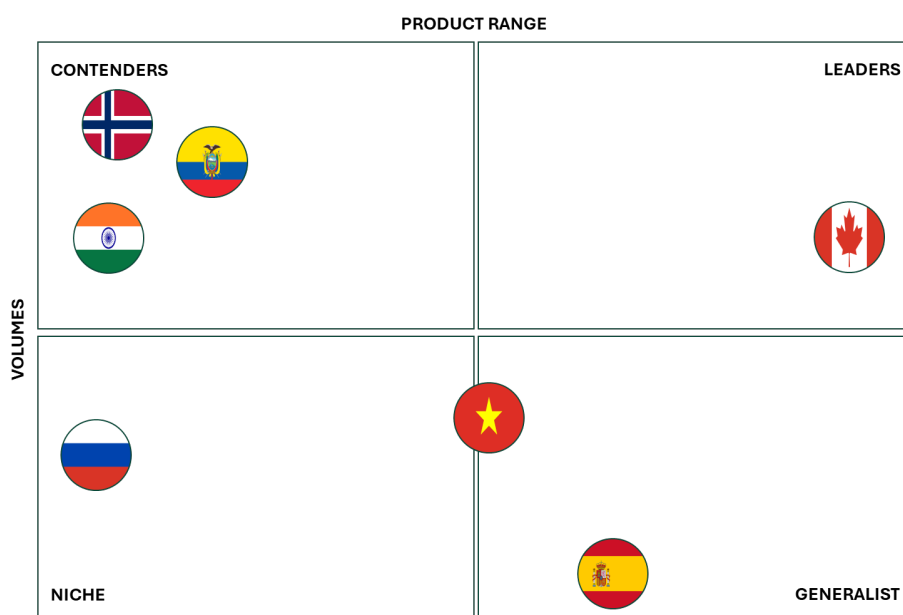 PRODUCT RANGE
CONTENDERS
LEADERS
VOLUMES
NICHE
GENERALIST